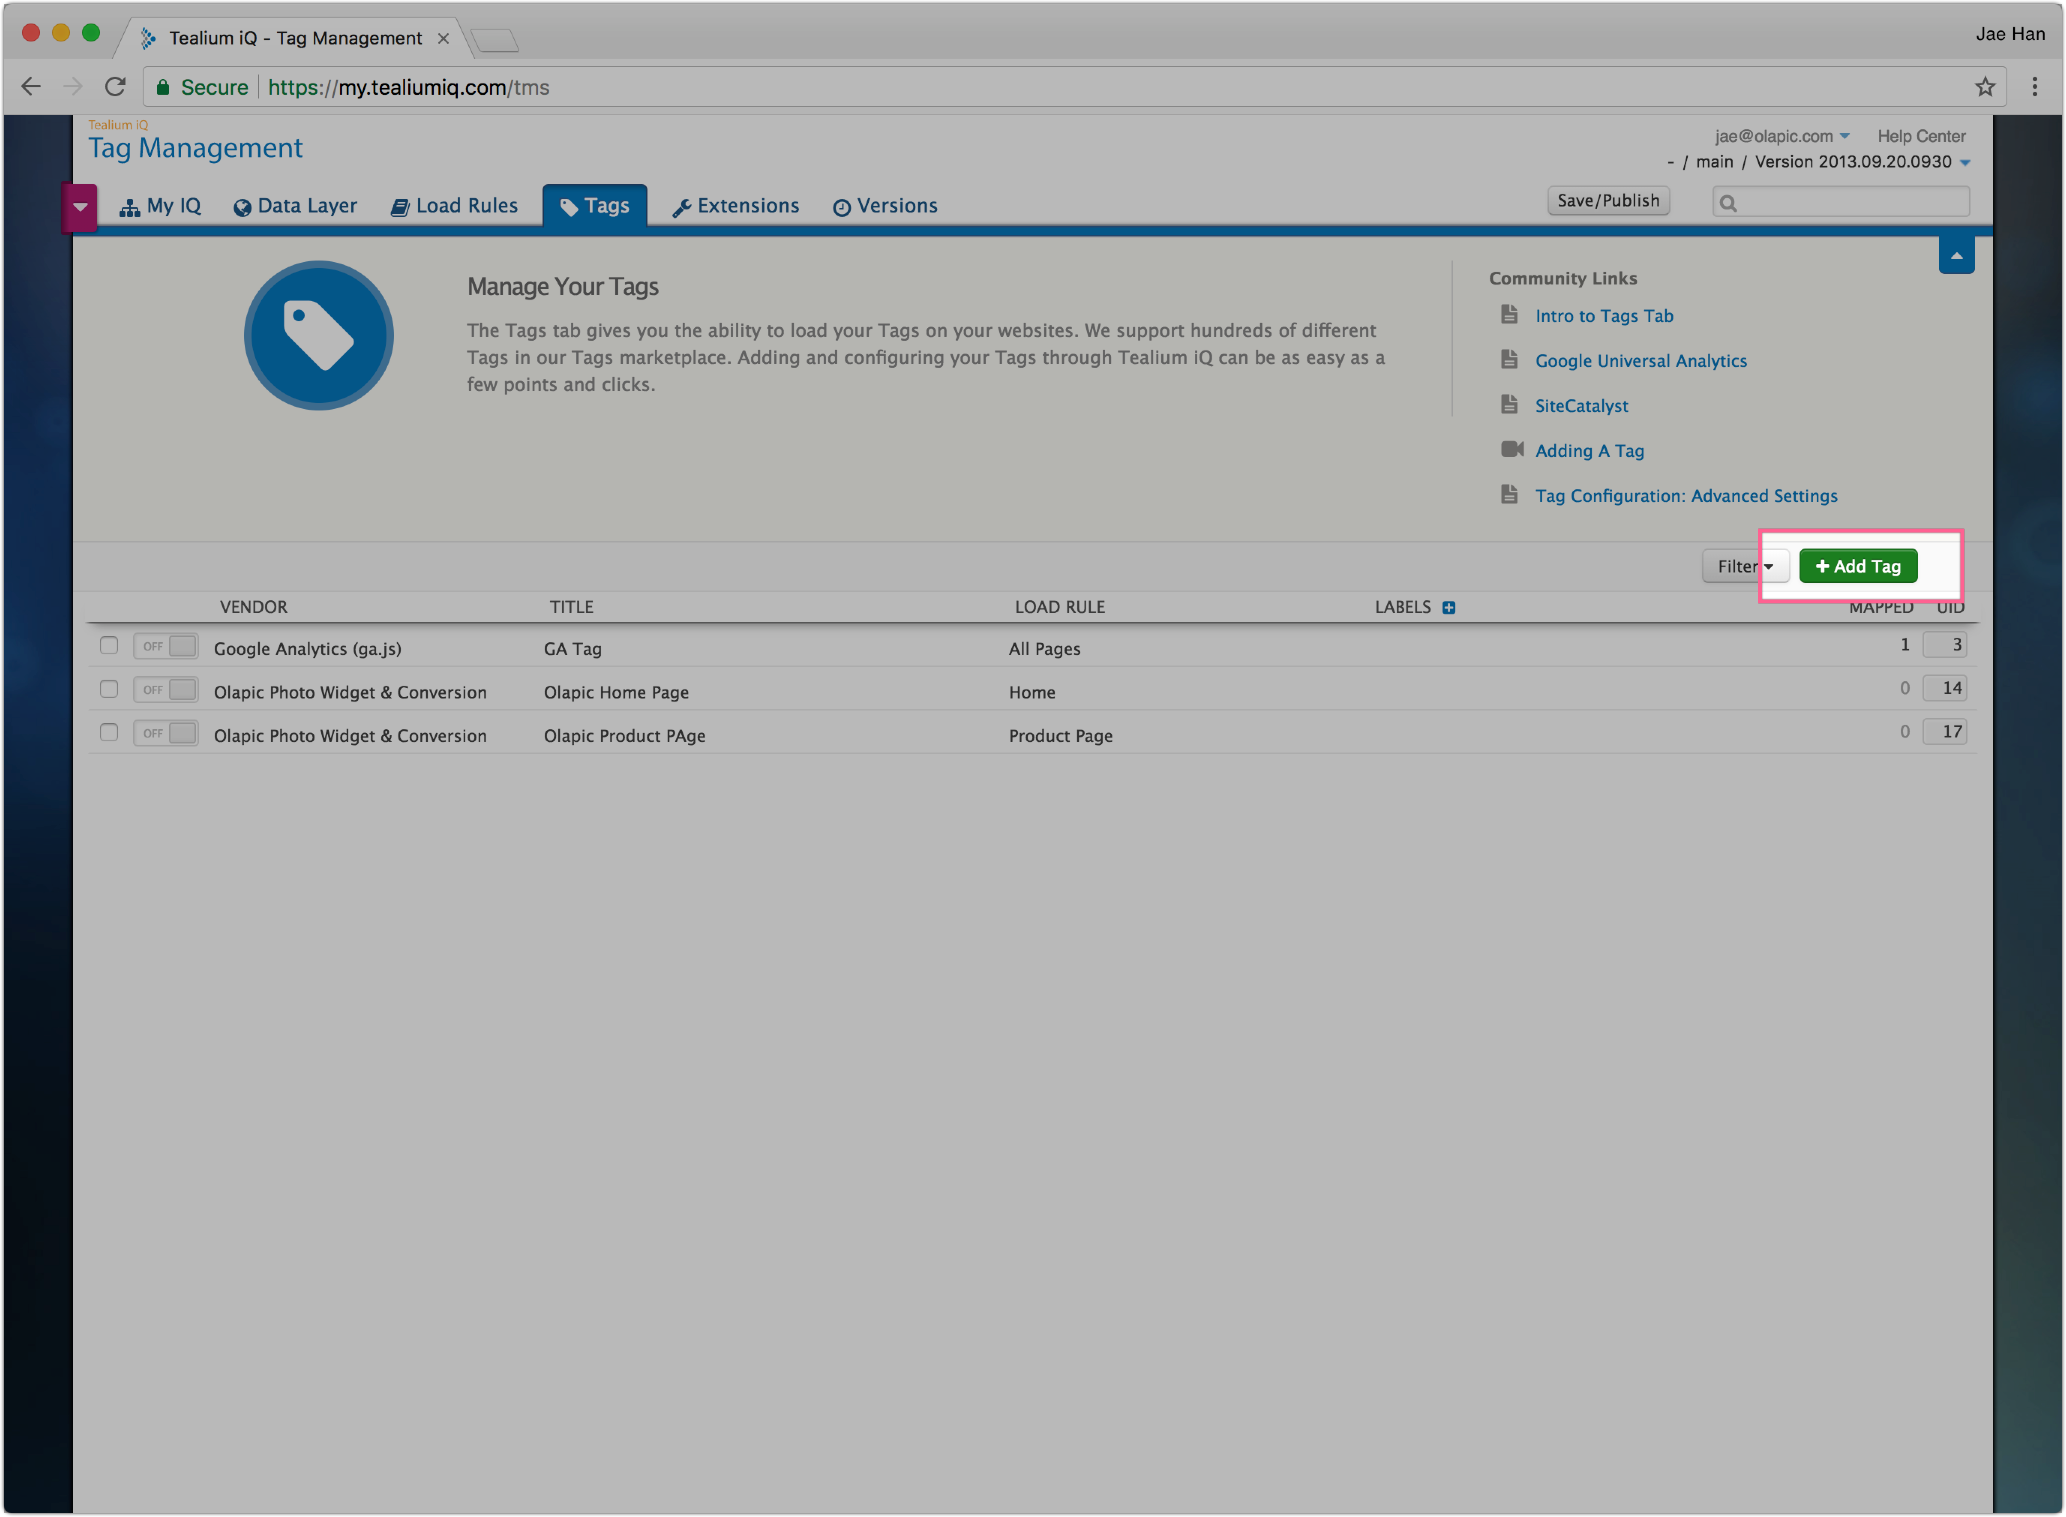 Tealium iQ - Tag Management
Jae Han
Secure https://my.tealiumiq.com/tms
Tealium iQ
Tag Management
jae@olapic.com Help Center
- / main / Version 2013.09.20.0930
My IQ Data Layer Load Rules Tags Extensions Versions Save/Publish
Manage Your Tags
The Tags tab gives you the ability to load your Tags on your websites. We support hundreds of different
Tags in our Tags marketplace. Adding and configuring your Tags through Tealium iQ can be as easy as a
few points and clicks.
Community Links
Intro to Tags Tab
Google Universal Analytics
SiteCatalyst
Adding A Tag
Tag Configuration: Advanced Settings
Filter + Add Tag
VENDOR TITLE LOAD RULE LABELS MAPPED UID
OFF Google Analytics (ga.js) GA Tag All Pages 1 3
OFF Olapic Photo Widget & Conversion Olapic Home Page Home 0 14
OFF Olapic Photo Widget & Conversion Olapic Product PAge Product Page 0 17